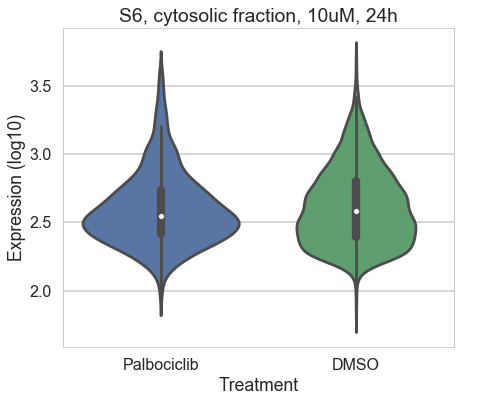 S6, cytosolic fraction, 10uM, 24h
Expression (log10)
3.5
3.0
2.5
2.0
Palbociclib
DMSO
Treatment